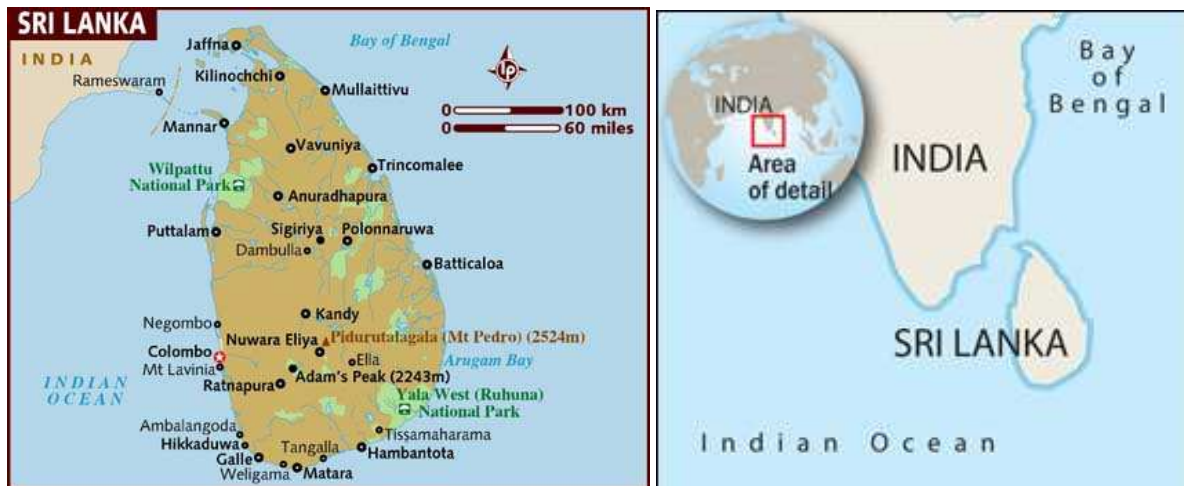 SRI LANKA
INDIA
Rameswaram
Jaffna
Bay of Bengal
Kilinochchi
Mullaittivu
LP
0 100 km
0 60 miles
Mannar
Vavuniya
Trincomalee
Wilpattu
National Park
Anuradhapura
Puttalam
Sigiriya
Polonnaruwa
Dambulla
Batticaloa
Kandy
Negombo
Nuwara Eliya
Pidurutalagala (Mt Pedro) (2524m)
Colombo
Ella
Arugam Bay
Mt Lavinia
Adam's Peak (2243m)
INDIAN
OCEAN
Ratnapura
Yala West (Ruhuna)
National Park
Ambalangoda
Tissamaharama
Hikkaduwa
Tangalla
Hambantota
Galle
Weligama
Matara
INDIA
Area
of detail
Bay
of
Bengal
INDIA
SRI LANKA
Indian Ocean